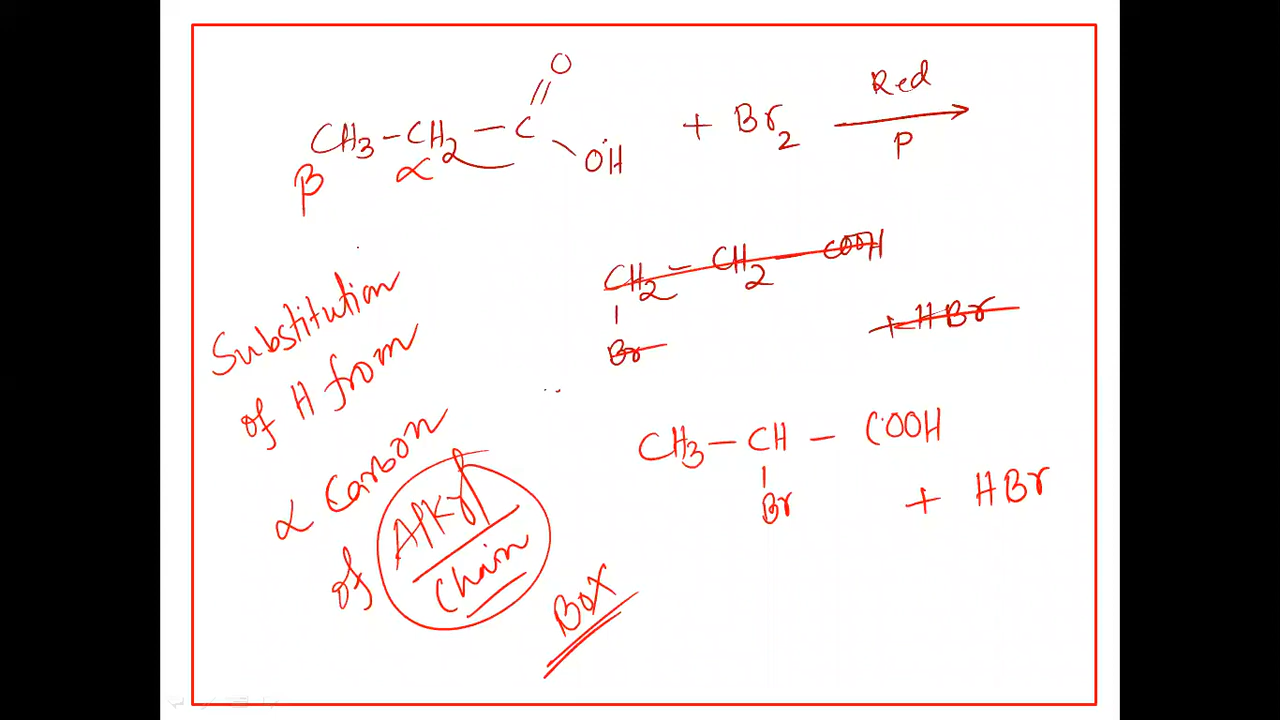 O
CH3 - CH2 - C
OH
β α
+ Br2
Red
P
CH2 - CH2 - COOH
Br
+ HBr
Substitution
of H from
α Carbon
of Alkyl
Chain
CH3 - CH - COOH
Br
+ HBr
Box